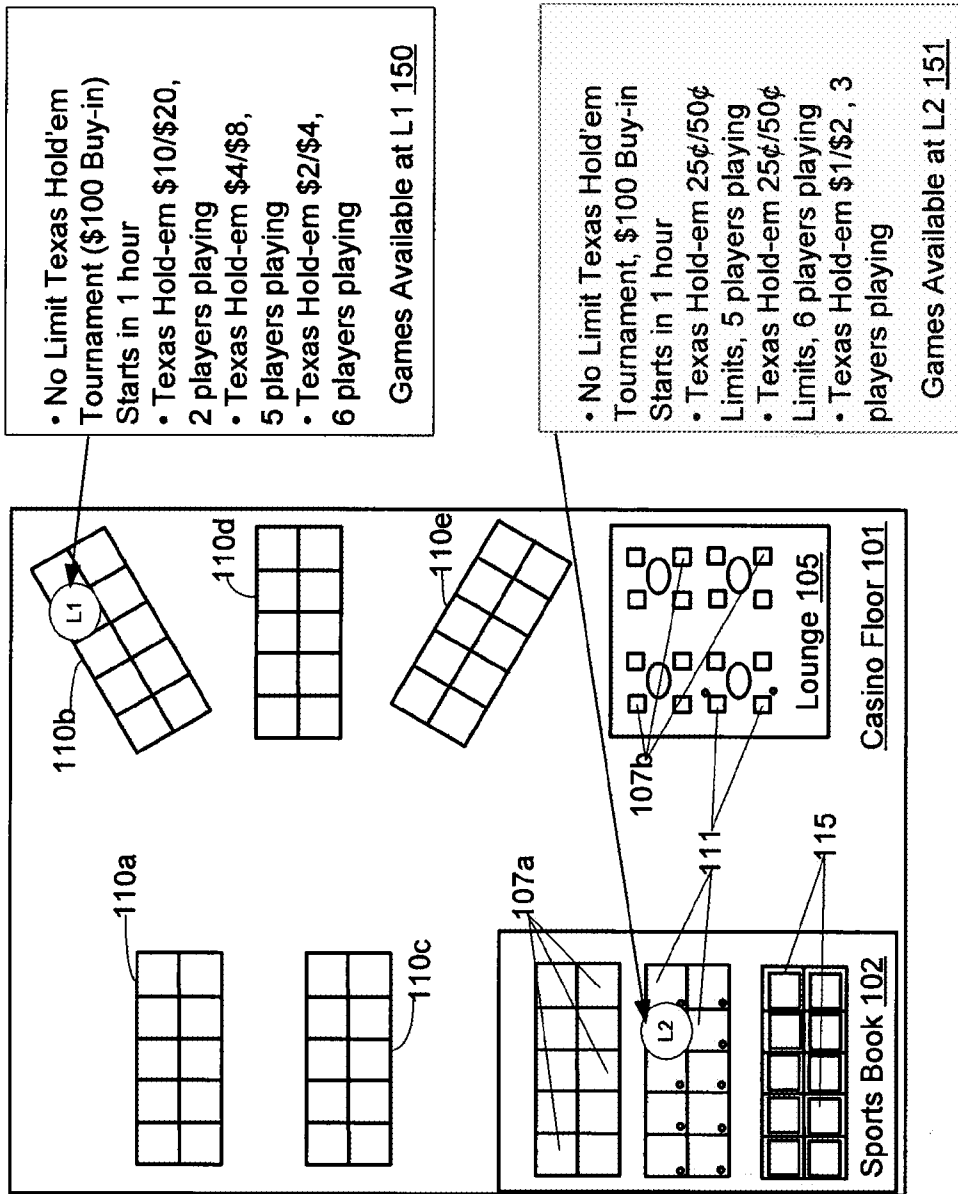 • No Limit Texas Hold'em
Tournament ($100 Buy-in)
Starts in 1 hour
• Texas Hold-em $10/$20,
2 players playing
• Texas Hold-em $4/$8,
5 players playing
• Texas Hold-em $2/$4,
6 players playing
Games Available at L1 150
• No Limit Texas Hold'em
Tournament, $100 Buy-in
Starts in 1 hour
• Texas Hold-em 25¢/50¢
Limits, 5 players playing
• Texas Hold-em 25¢/50¢
Limits, 6 players playing
• Texas Hold-em $1/$2 , 3
players playing
Games Available at L2 151
110a
110b
L1
110c
110d
110e
107a
L2
111
107b
115
Sports Book 102
Lounge 105
Casino Floor 101